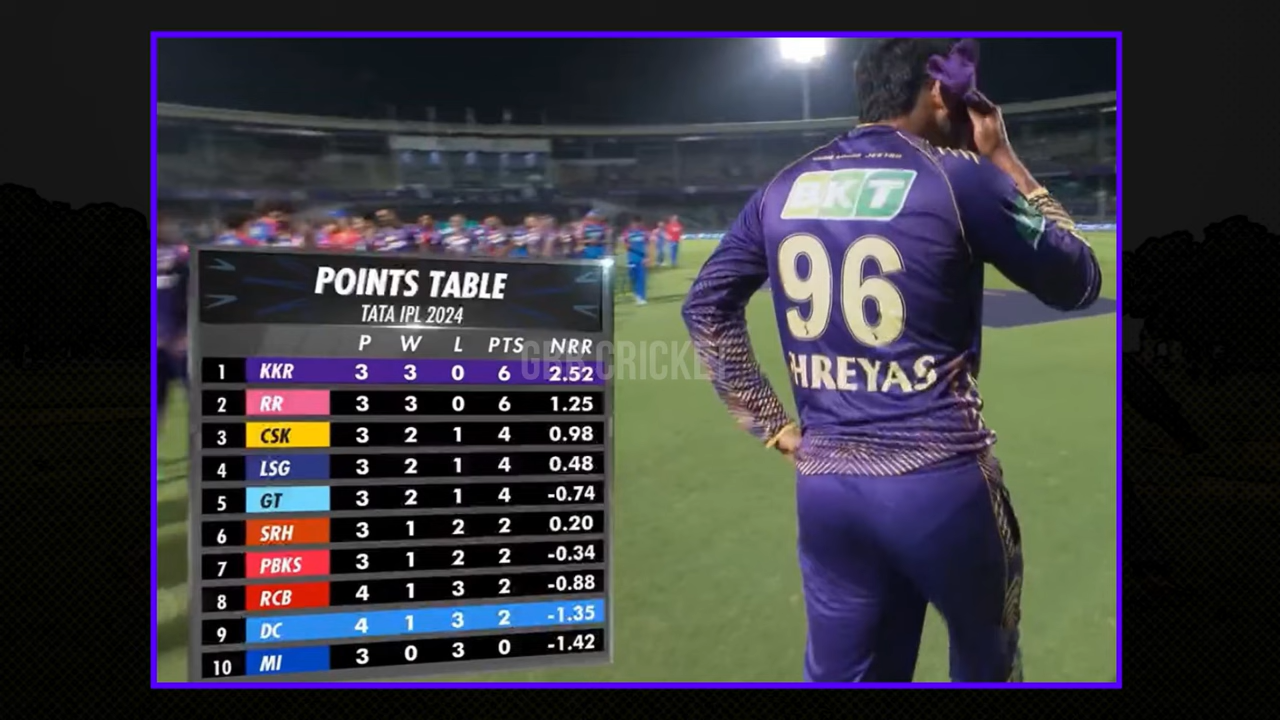 POINTS TABLE
TATA IPL 2024
P W L PTS NRR
1 KKR 3 3 0 6 2.52
2 RR 3 3 0 6 1.25
3 CSK 3 2 1 4 0.98
4 LSG 3 2 1 4 0.48
5 GT 3 2 1 4 -0.74
6 SRH 3 1 2 2 0.20
7 PBKS 3 1 2 2 -0.34
8 RCB 4 1 3 2 -0.88
9 DC 4 1 3 2 -1.35
10 MI 3 0 3 0 -1.42
BKT
96
HREYAS
CRICKET